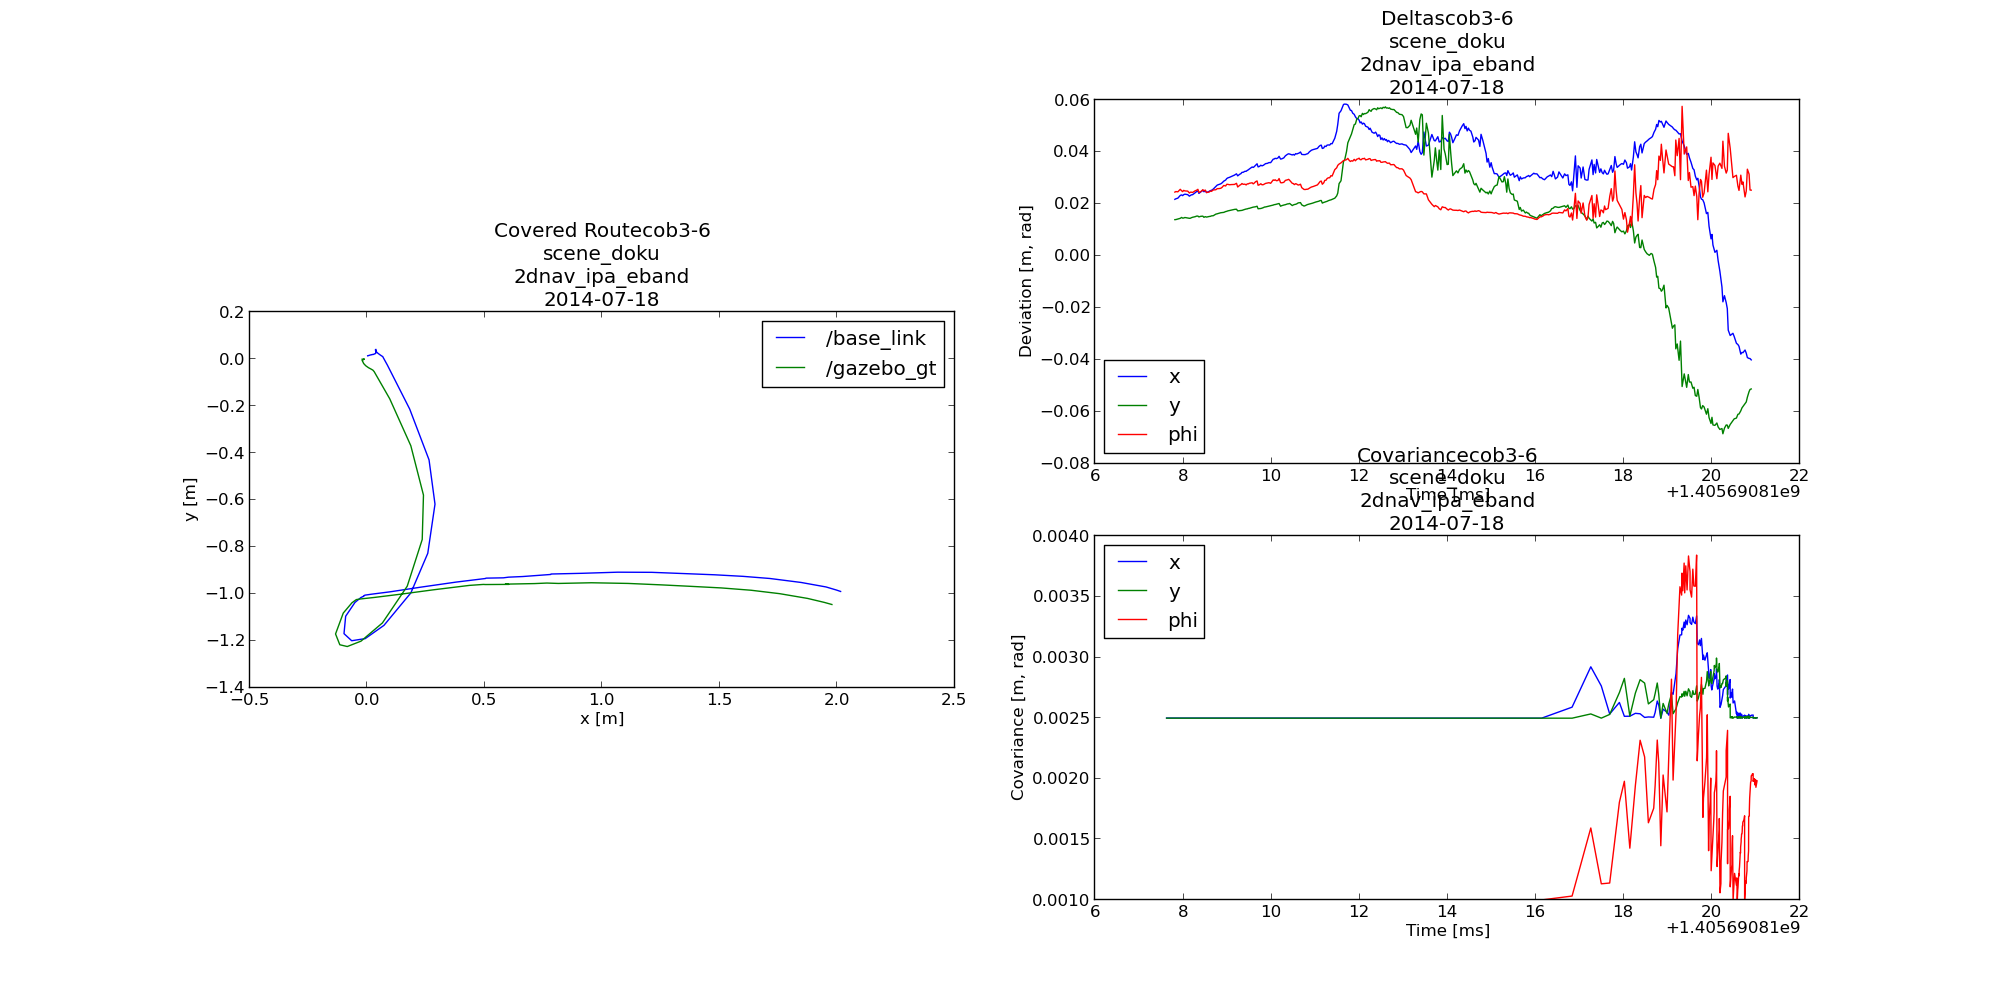 Covered Routecob3-6
scene_doku
2dnav_ipa_eband
2014-07-18
0.2
0.0
−0.2
−0.4
−0.6
−0.8
−1.0
−1.2
−1.4
y [m]
/base_link
/gazebo_gt
−0.5 0.0 0.5 1.0 1.5 2.0 2.5
x [m]
Deltascob3-6
scene_doku
2dnav_ipa_eband
2014-07-18
0.06
0.04
0.02
0.00
−0.02
−0.04
−0.06
−0.08
Deviation [m, rad]
x
y
phi
6 8 10 12 14 16 18 20 22
Time [ms]
+1.40569081e9
Covariancecob3-6
scene_doku
2dnav_ipa_eband
2014-07-18
0.0040
0.0035
0.0030
0.0025
0.0020
0.0015
0.0010
Covariance [m, rad]
x
y
phi
6 8 10 12 14 16 18 20 22
Time [ms]
+1.40569081e9